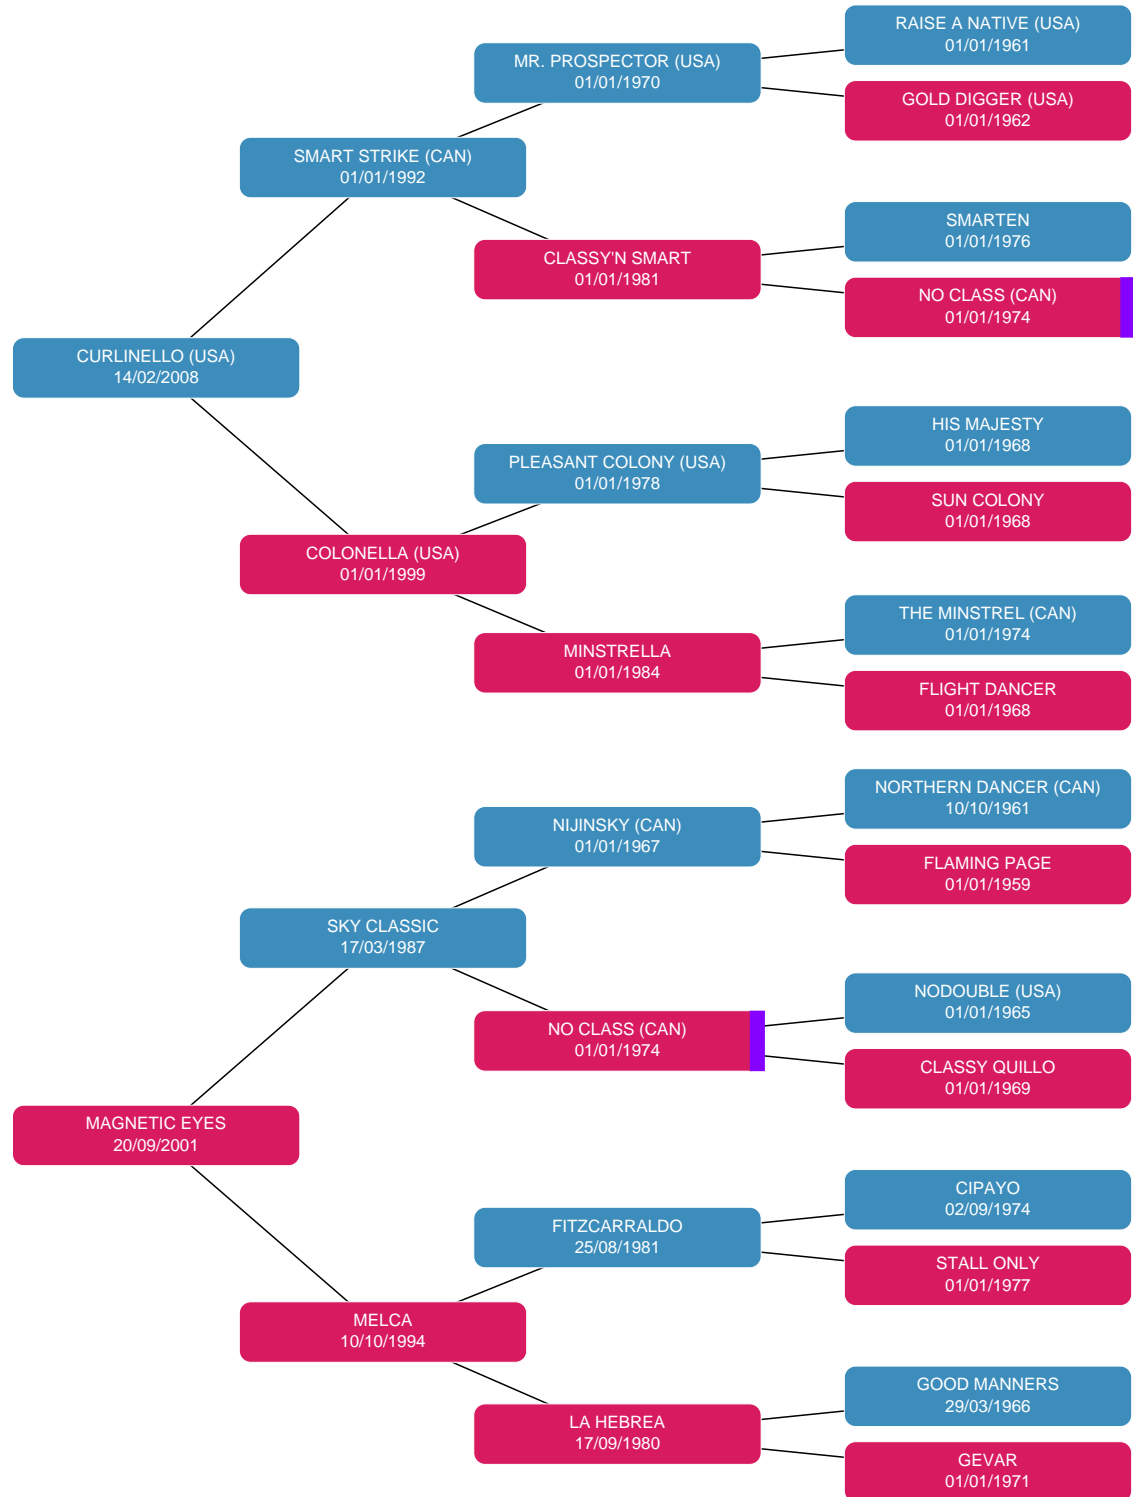 RAISE A NATIVE (USA)
01/01/1961
MR. PROSPECTOR (USA)
01/01/1970
GOLD DIGGER (USA)
01/01/1962
SMART STRIKE (CAN)
01/01/1992
SMARTEN
01/01/1976
CLASSY'N SMART
01/01/1981
NO CLASS (CAN)
01/01/1974
CURLINELLO (USA)
14/02/2008
HIS MAJESTY
01/01/1968
PLEASANT COLONY (USA)
01/01/1978
SUN COLONY
01/01/1968
COLONELLA (USA)
01/01/1999
THE MINSTREL (CAN)
01/01/1974
MINSTRELLA
01/01/1984
FLIGHT DANCER
01/01/1968
NORTHERN DANCER (CAN)
10/10/1961
NIJINSKY (CAN)
01/01/1967
FLAMING PAGE
01/01/1959
SKY CLASSIC
17/03/1987
NODOUBLE (USA)
01/01/1965
NO CLASS (CAN)
01/01/1974
CLASSY QUILLO
01/01/1969
MAGNETIC EYES
20/09/2001
CIPAYO
02/09/1974
FITZCARRALDO
25/08/1981
STALL ONLY
01/01/1977
MELCA
10/10/1994
GOOD MANNERS
29/03/1966
LA HEBREA
17/09/1980
GEVAR
01/01/1971